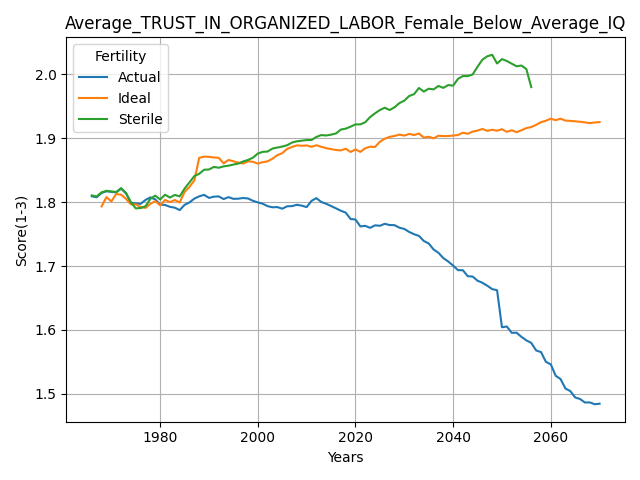 Average_TRUST_IN_ORGANIZED_LABOR_Female_Below_Average_IQ
Fertility
Actual
Ideal
Sterile
Score(1-3)
2.0
1.9
1.8
1.7
1.6
1.5
1980
2000
2020
2040
2060
Years